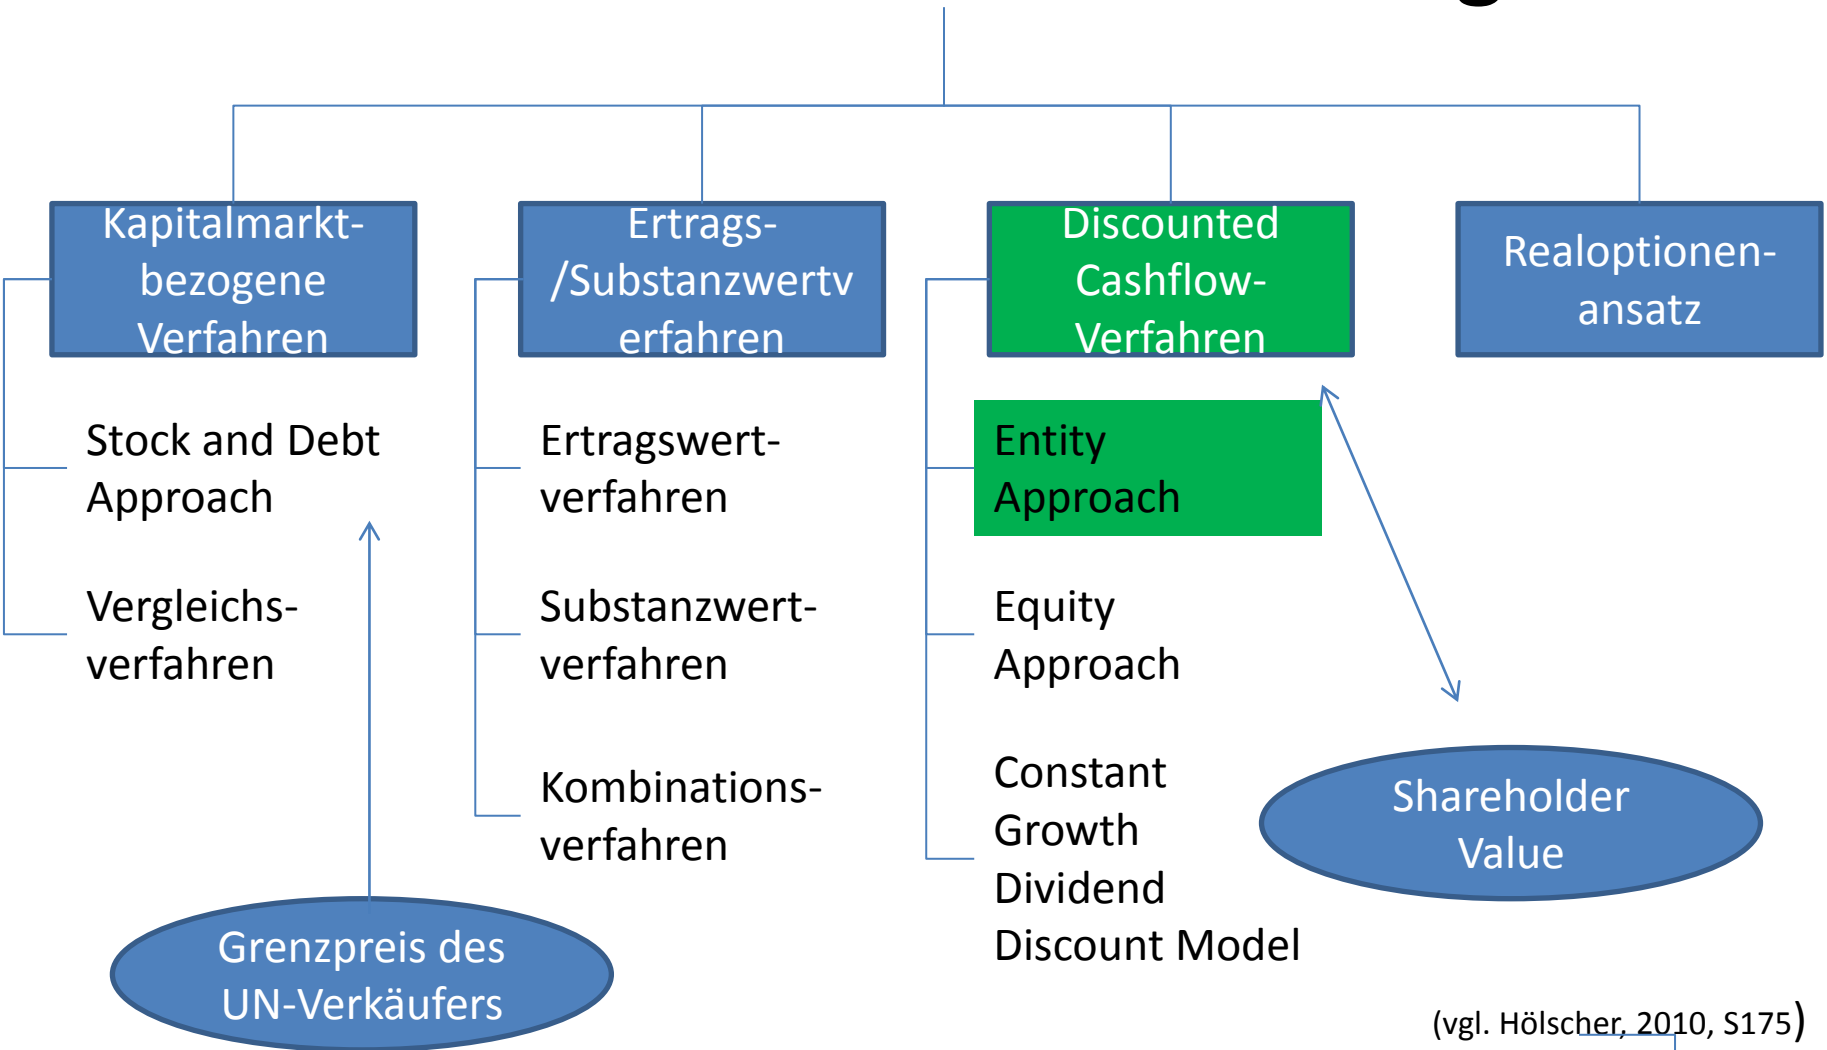 Kapitalmarkt-
bezogene
Verfahren
Ertrags-
/Substanzwertv
erfahren
Discounted
Cashflow-
Verfahren
Realoptionen-
ansatz
Stock and Debt
Approach
Vergleichs-
verfahren
Ertragswert-
verfahren
Substanzwert-
verfahren
Kombinations-
verfahren
Entity
Approach
Equity
Approach
Constant
Growth
Dividend
Discount Model
Shareholder
Value
Grenzpreis des
UN-Verkäufers
(vgl. Hölscher, 2010, S175)